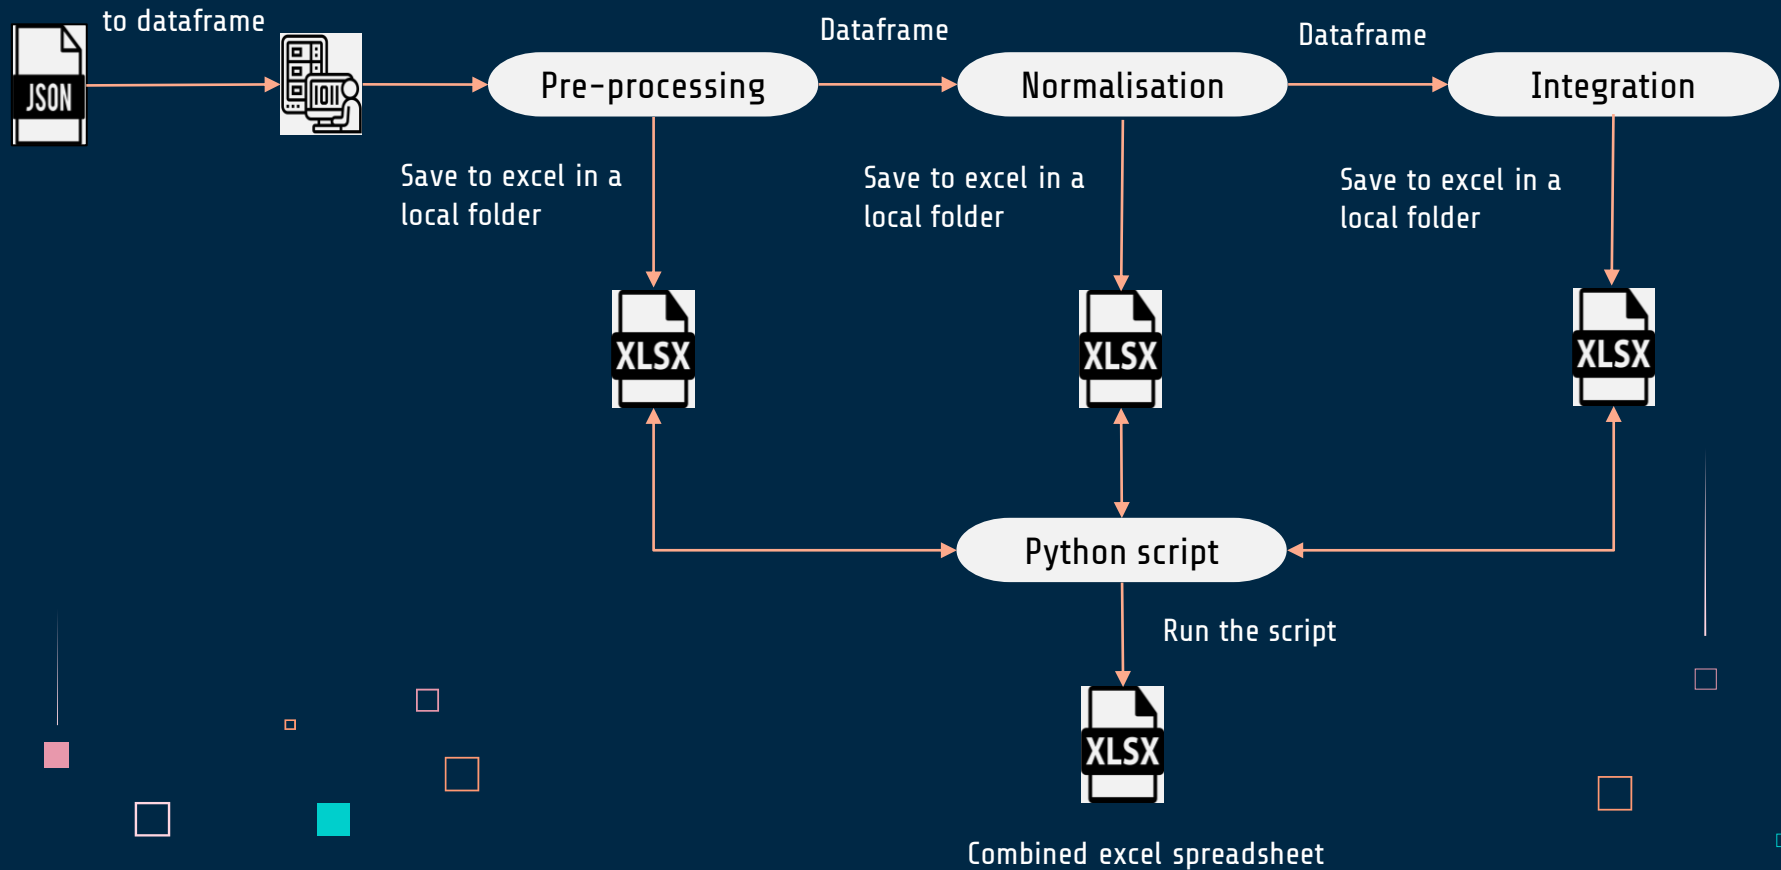 to dataframe
JSON
Pre-processing
Dataframe
Normalisation
Dataframe
Integration
Save to excel in a
local folder
Save to excel in a
local folder
Save to excel in a
local folder
XLSX
XLSX
XLSX
Python script
Run the script
XLSX
Combined excel spreadsheet